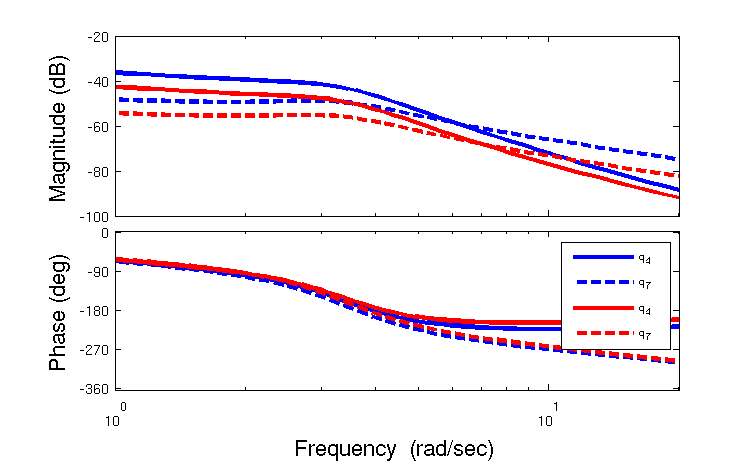 -20
-40
-60
-80
-100
Magnitude (dB)
0
-90
-180
-270
-360
Phase (deg)
q4
q7
q4
q7
10 0
10 1
Frequency (rad/sec)